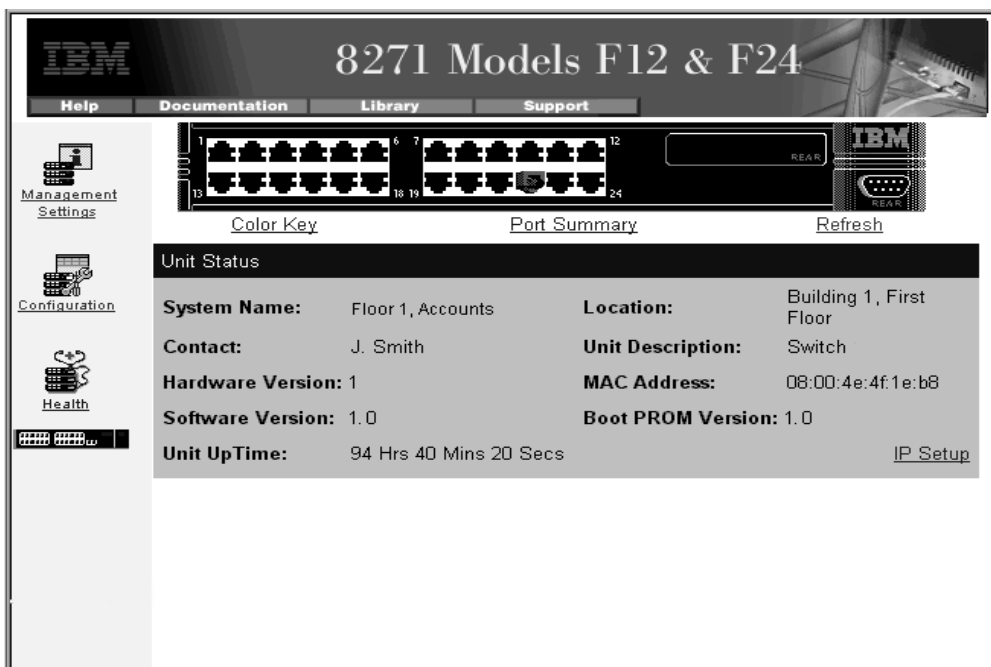 IBM
8271 Models F12 & F24
Help Documentation Library Support
1 6 7 12
IBM
REAR
13 18 19 24
REAR
Color Key Port Summary Refresh
Management
Settings
Configuration
Health
Unit Status
System Name: Floor 1, Accounts Location: Building 1, First
Floor
Contact: J. Smith Unit Description: Switch
Hardware Version: 1 MAC Address: 08:00:4e:4f:1e:b8
Software Version: 1.0 Boot PROM Version: 1.0
Unit UpTime: 94 Hrs 40 Mins 20 Secs IP Setup